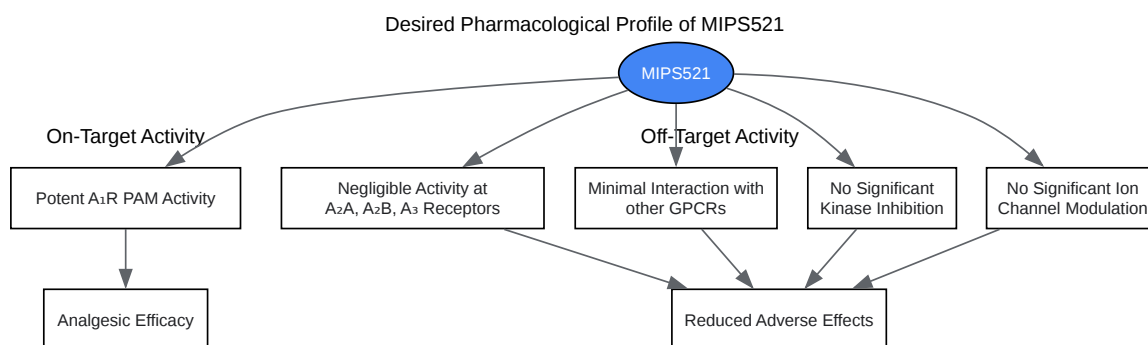 Desired Pharmacological Profile of MIPS521
MIPS521
On-Target Activity
Off-Target Activity
Potent A₁R PAM Activity
Negligible Activity at
A₂A, A₂B, A₃ Receptors
Minimal Interaction with
other GPCRs
No Significant
Kinase Inhibition
No Significant Ion
Channel Modulation
Analgesic Efficacy
Reduced Adverse Effects